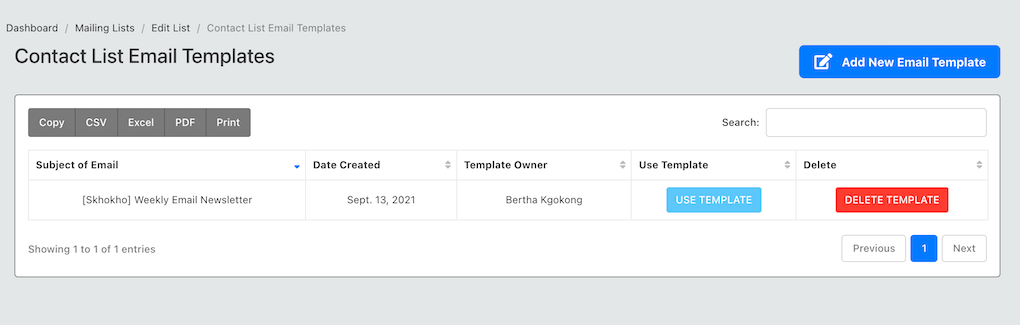 Dashboard / Mailing Lists / Edit List / Contact List Email Templates
Contact List Email Templates
Add New Email Template
Copy CSV Excel PDF Print
Search:
Subject of Email Date Created Template Owner Use Template Delete
[Skhokho] Weekly Email Newsletter Sept. 13, 2021 Bertha Kgokong USE TEMPLATE DELETE TEMPLATE
Showing 1 to 1 of 1 entries
Previous 1 Next